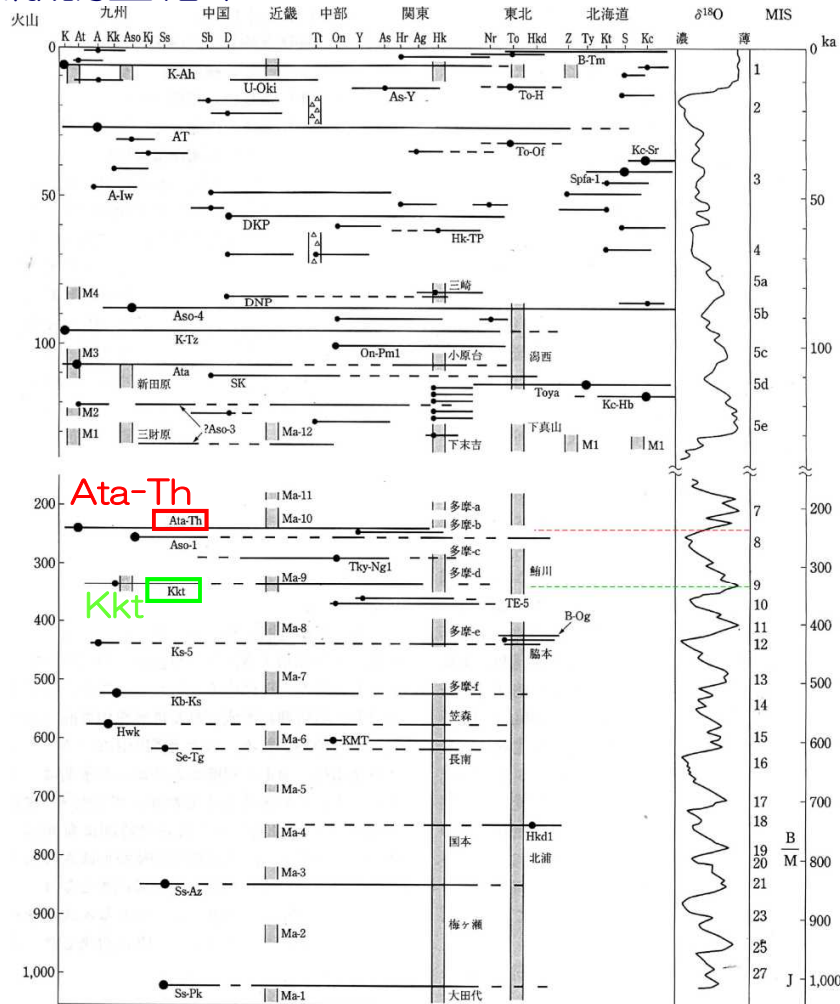 火山 九州 中国 近畿 中部 関東 東北 北海道 δ18O MIS
K At A Kk Aso Kj Ss Sb D Tt On Y As Hr Ag Hk Nr To Hkd Z Ty Kt S Kc 濃 薄
0 0 ka
B-Tm
K-Ah 1
U-Oki
As-Y To-H
2
AT
To-Of Kc-Sr
Spfa-1 3
50 A-Iw 50
DKP
Hk-TP
4
三崎 5a
M4 DNP
Aso-4 5b
K-Tz
100 On-Pm1 小原台 潟西 5c 100
M3
Ata
新田原 SK Toya 5d
Kc-Hb
M2 ?Aso-3 5e
M1 三財原 Ma-12 下末吉 下真山 M1 M1
Ata-Th
200 Ma-11 多摩-a 7 200
Ata-Th Ma-10 多摩-b
Aso-1 8
多摩-c
300 Tky-Ng1 300
Ma-9 多摩-d 鮪川 9
Kkt Kkt
TE-5 10
400 B-Og 400
Ma-8 多摩-e 11
Ks-5 脇本 12
500 Ma-7 13 500
多摩-f
Kb-Ks 14
笠森
Hwk 15
600 Ma-6 KMT 600
Se-Tg 長南 16
Ma-5
700 17 700
18
Ma-4 Hkd1
国本 19 B
800 北浦 20 M 800
Ma-3
Ss-Az 21
900 23 900
Ma-2 梅ヶ瀬
25
1,000 27 J 1,000
Ss-Pk
Ma-1 大田代